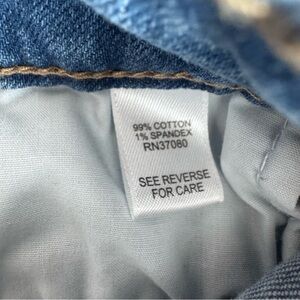 99% COTTON
1% SPANDEX
RN37080
SEE REVERSE
FOR CARE